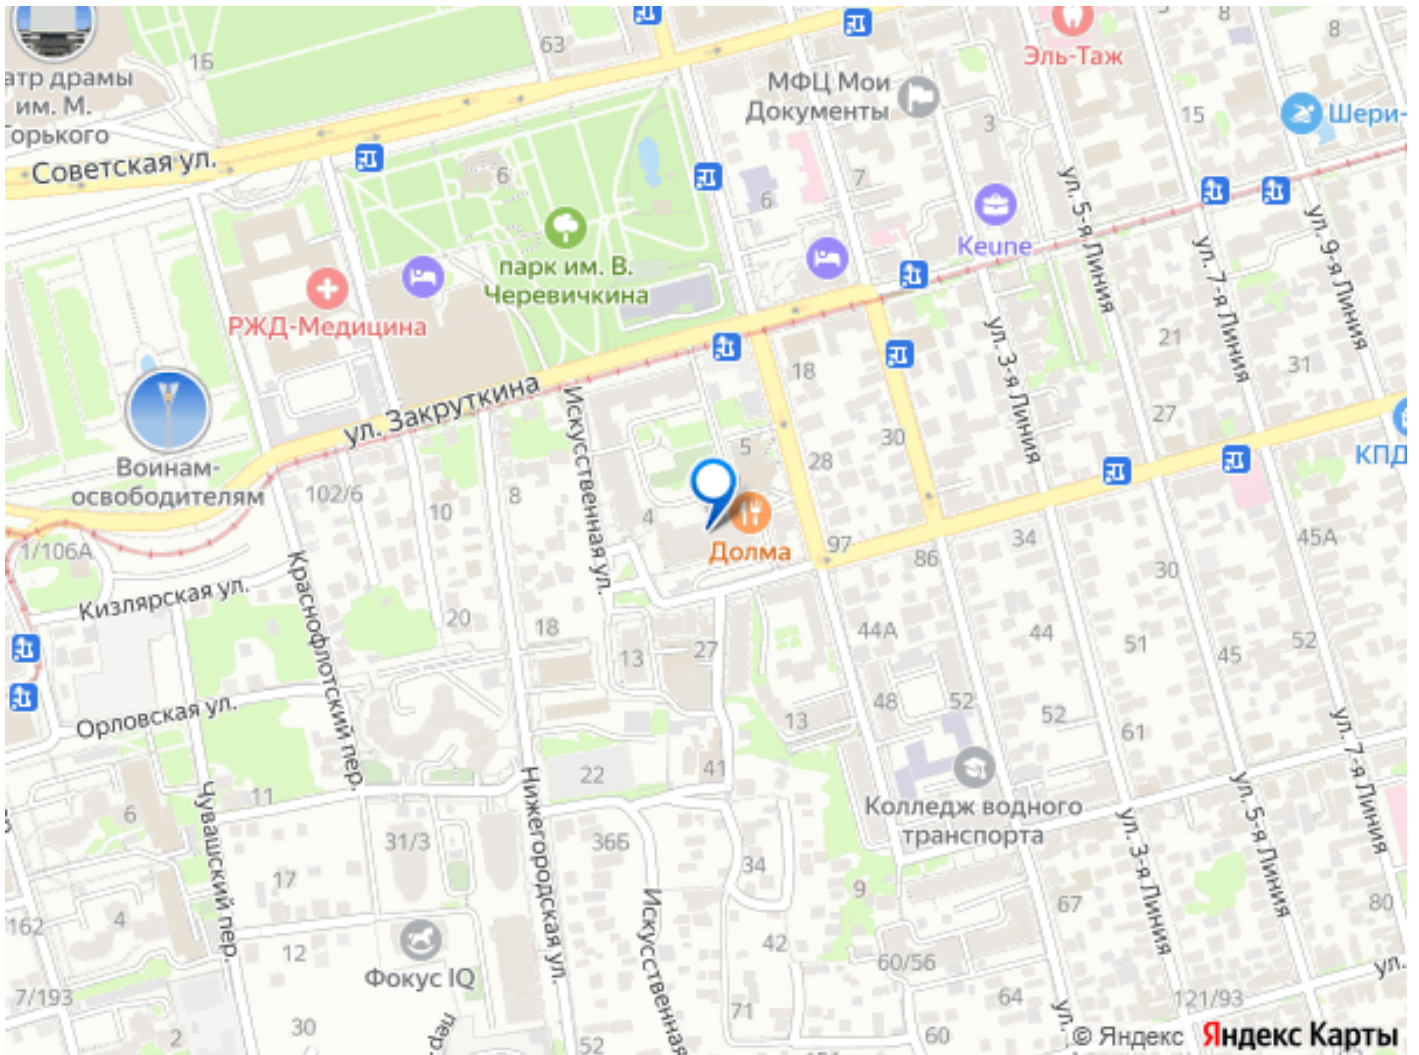 63
16
атр драмы
им. М.
Горького
Советская ул.
6
парк им. В.
Черевичкина
РЖД-Медицина
МФЦ Мои
Документы
6
7
3
Эль-Таж
5
8
8
15
Шери-
Keune
ул. 5-я Линия
ул. 7-я Линия
ул. 9-я Линия
ул. 3-я Линия
21
31
27
КПД
18
30
28
5
ул. Закруткина
Искусственная ул.
Воинам-
освободителям
102/6
10
8
4
Долма
97
86
34
30
45А
1/106А
Кизлярская ул.
Краснофлотский пер.
20
18
13
27
44А
44
51
45
52
48
52
52
61
13
Орловская ул.
Чувашский пер.
Нижегородская ул.
22
41
Колледж водного
транспорта
ул. 3-я Линия
ул. 5-я Линия
ул. 7-я Линия
6
11
31/3
36Б
34
9
67
80
17
4
162
12
Фокус IQ
Искусственная
42
60/56
64
121/93
ул.
ул.
7/193
2
30
пер.
52
71
60
© Яндекс
Яндекс Карты